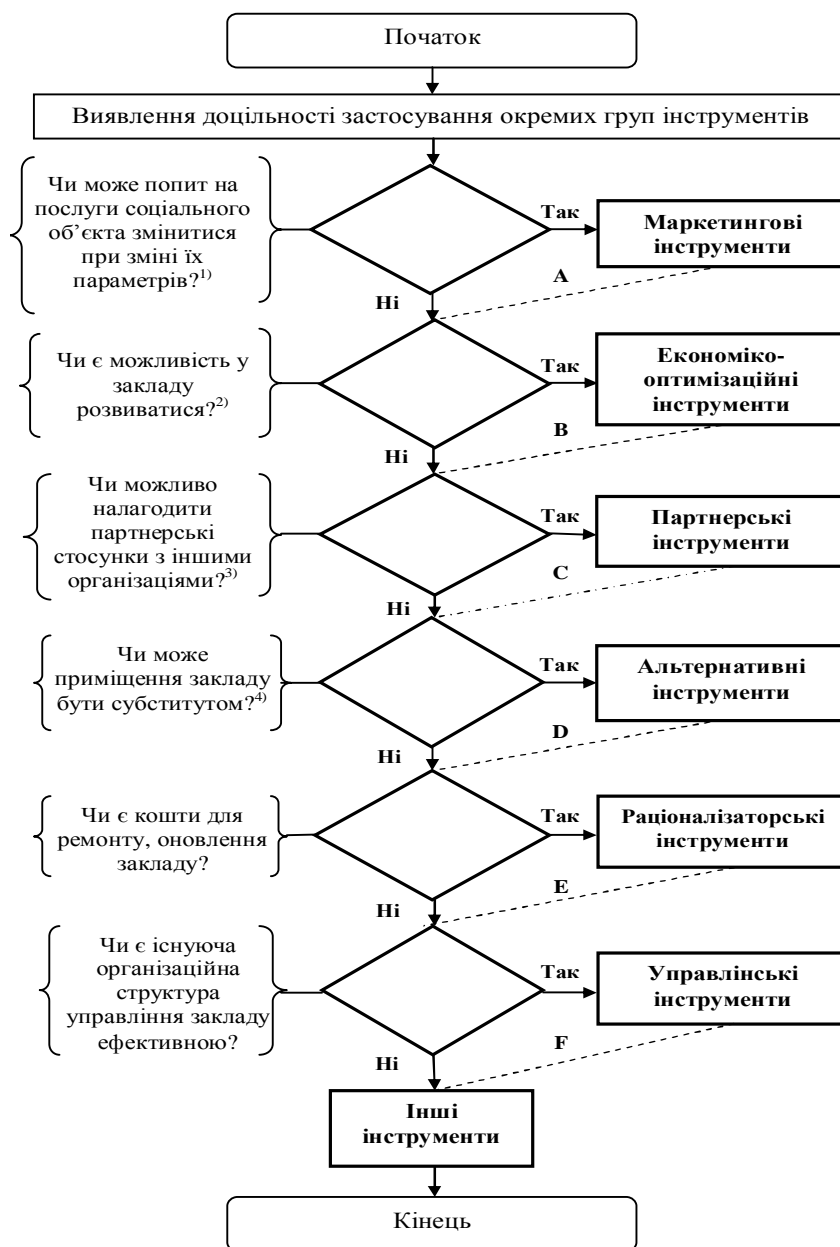 Початок
Виявлення доцільності застосування окремих груп інструментів
Чи може попит на
послуги соціального
об’єкта змінитися
при зміні їх
параметрів?1)
Так
Маркетингові
інструменти
А
Ні
Чи є можливість у
закладу
розвиватися?2)
Так
Економіко-
оптимізаційні
інструменти
В
Ні
Чи можливо
налагодити
партнерські
стосунки з іншими
організаціями?3)
Так
Партнерські
інструменти
С
Ні
Чи може
приміщення закладу
бути субститутом?4)
Так
Альтернативні
інструменти
D
Ні
Чи є кошти для
ремонту, оновлення
закладу?
Так
Раціоналізаторські
інструменти
E
Ні
Чи є існуюча
організаційна
структура
управління закладу
ефективною?
Так
Управлінські
інструменти
F
Ні
Інші
інструменти
Кінець